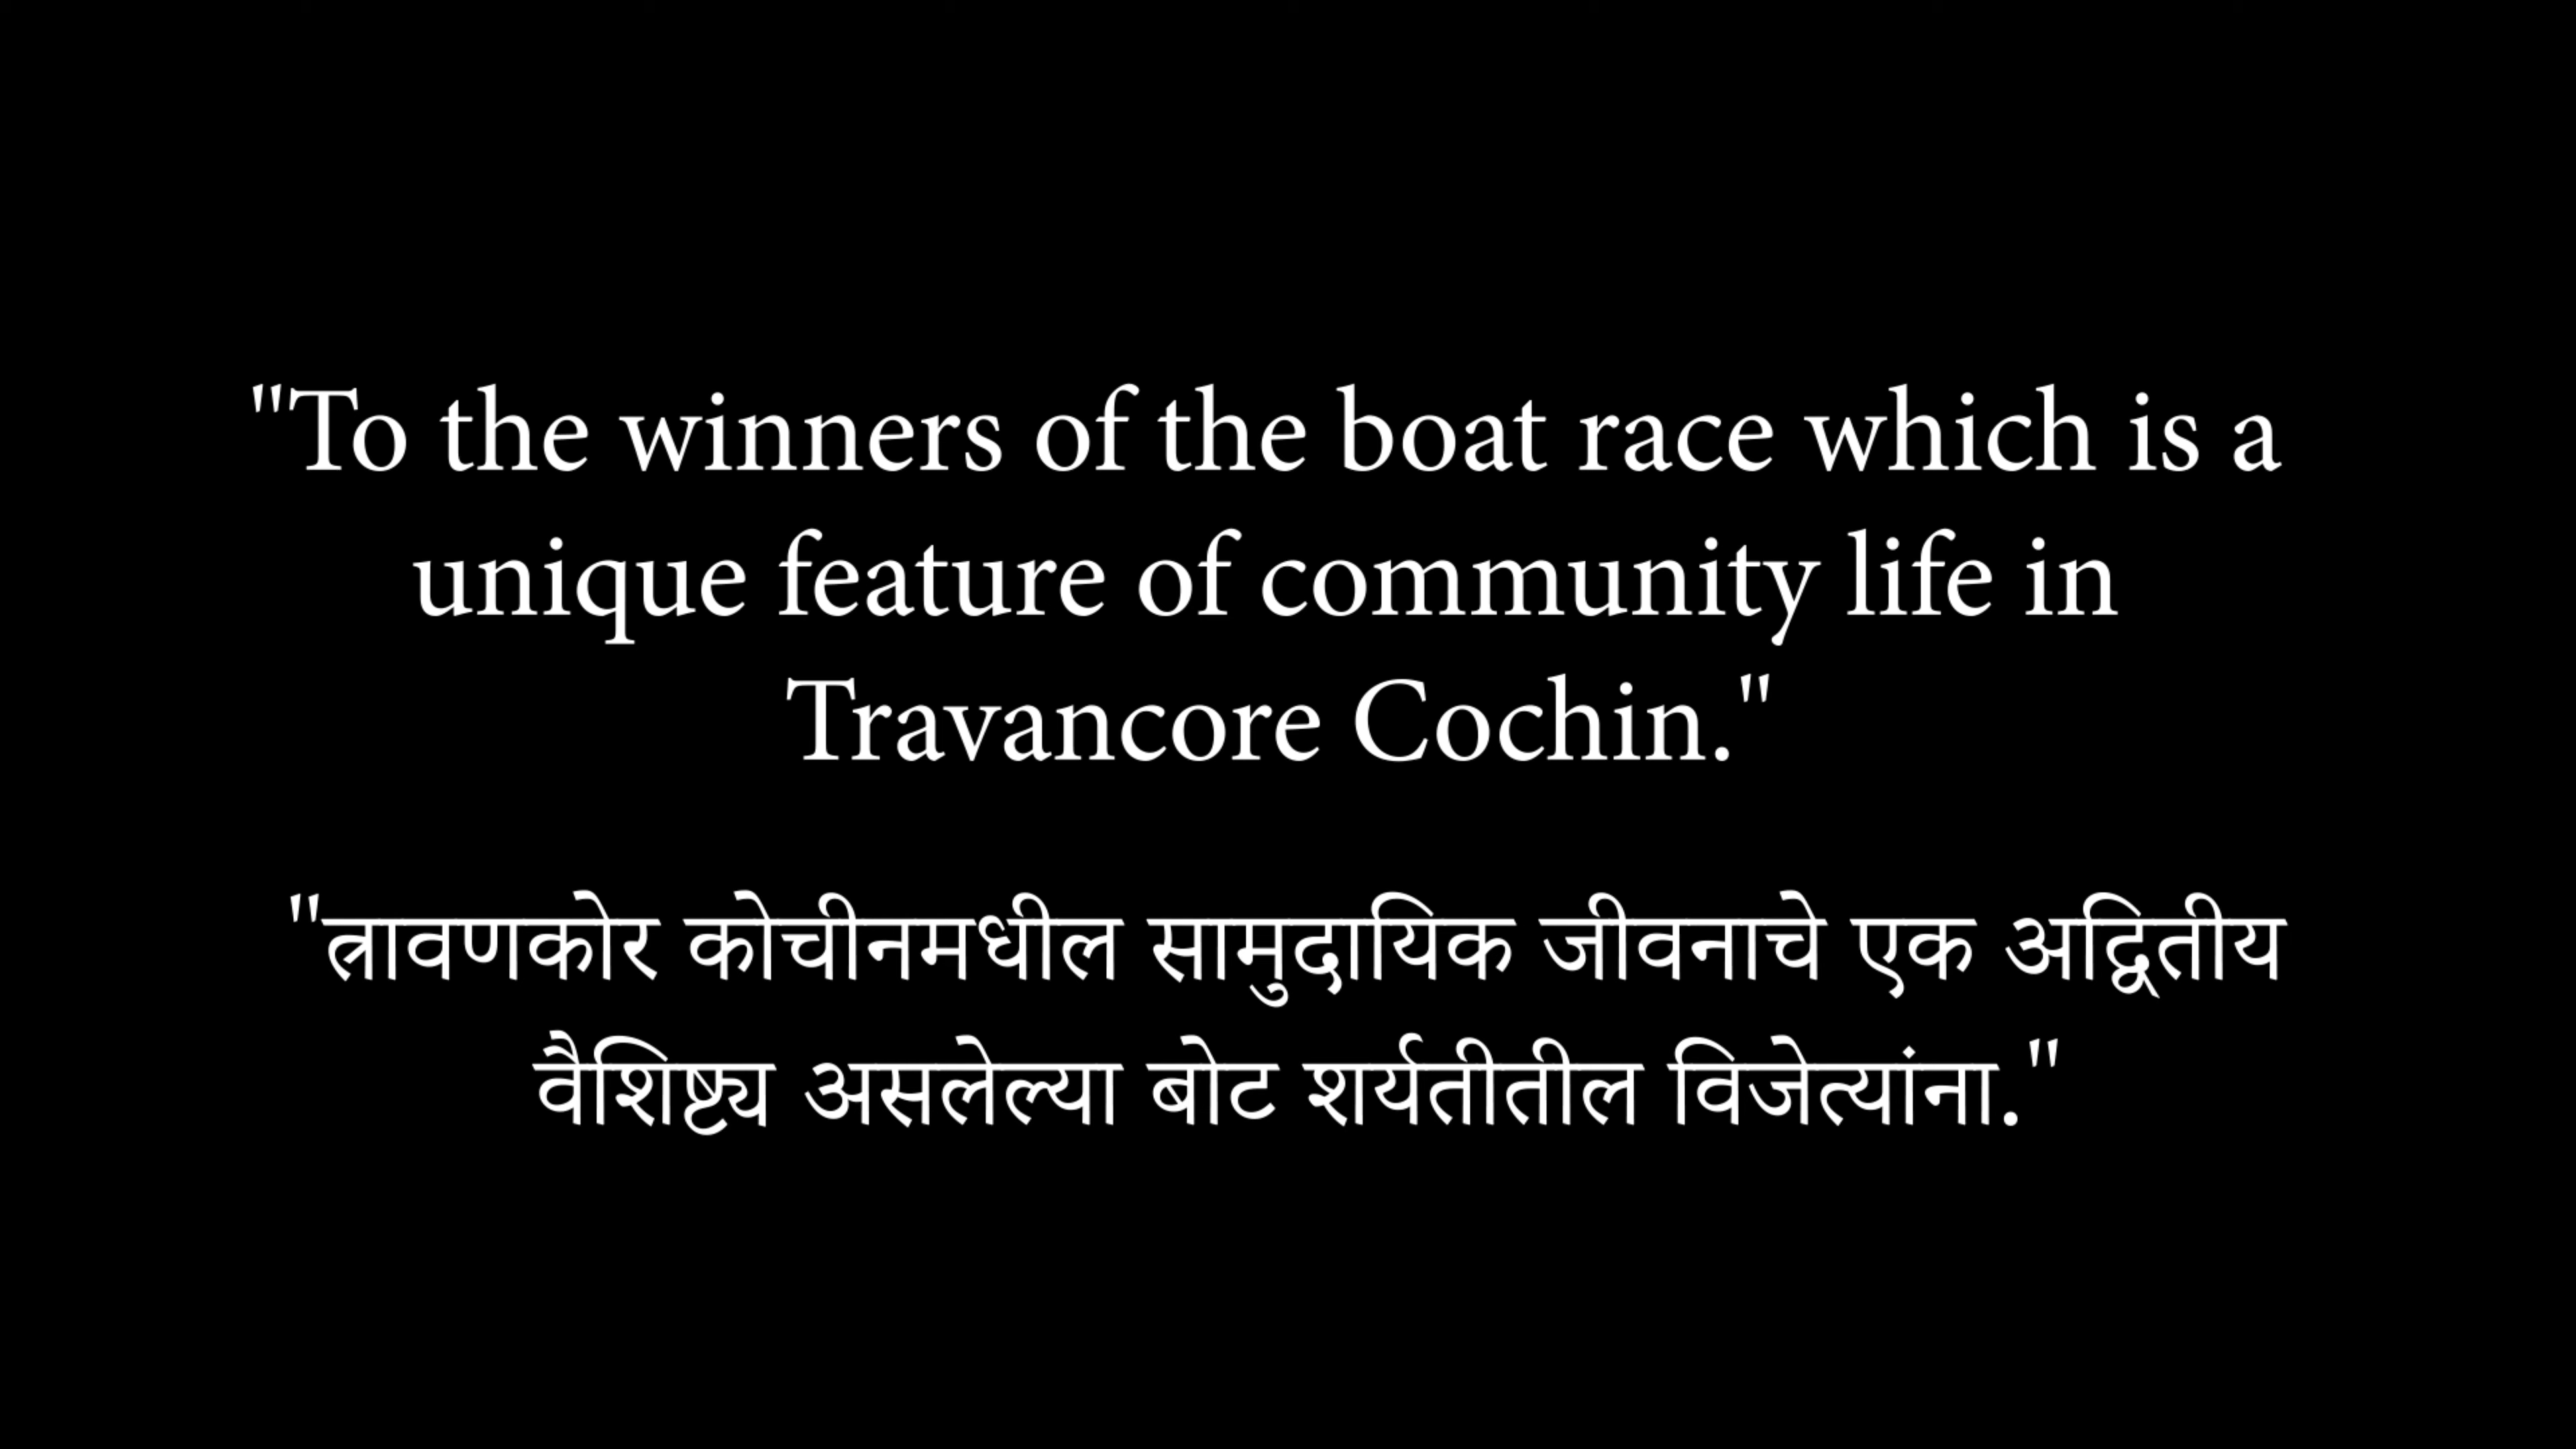 "To the winners of the boat race which is a
unique feature of community life in
Travancore Cochin."
"त्रावणकोर कोचीनमधील सामुदायिक जीवनाचे एक अद्वितीय
वैशिष्ट्य असलेल्या बोट शर्यतीतील विजेत्यांना."